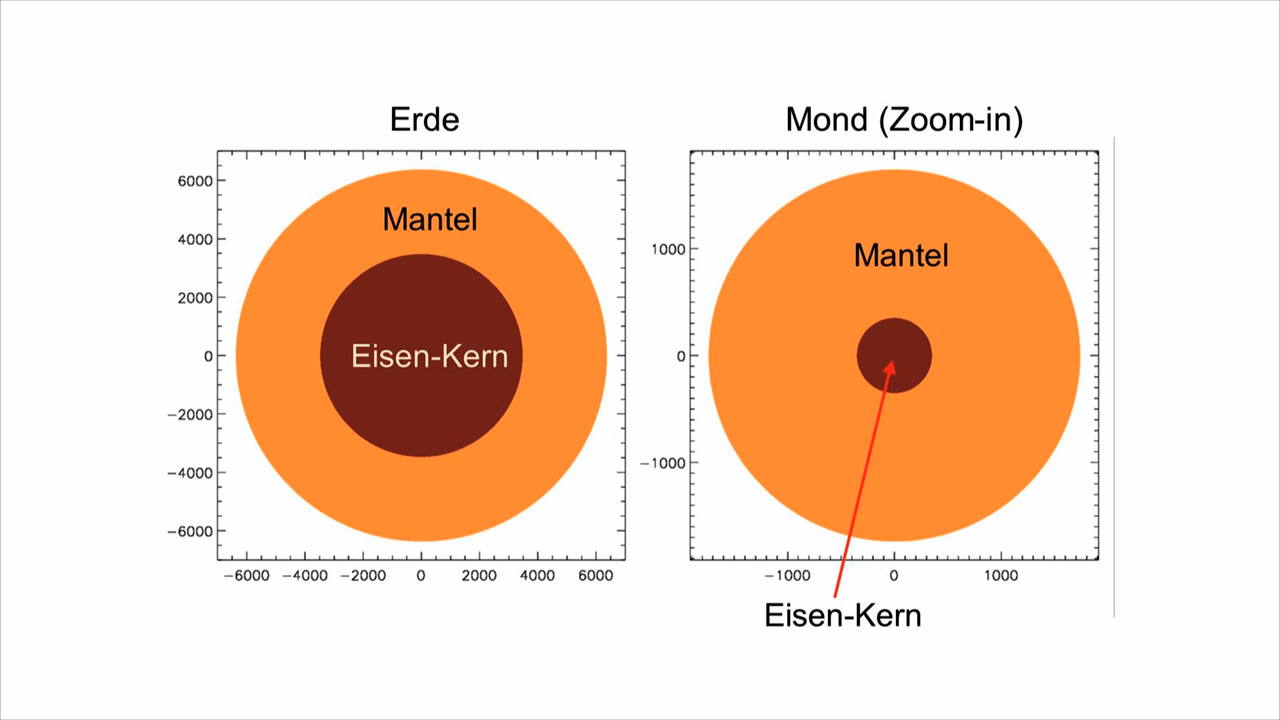 Erde
Mond (Zoom-in)
6000
4000
2000
0
−2000
−4000
−6000
−6000 −4000 −2000 0 2000 4000 6000
Mantel
Eisen-Kern
1000
0
−1000
−1000 0 1000
Mantel
Eisen-Kern